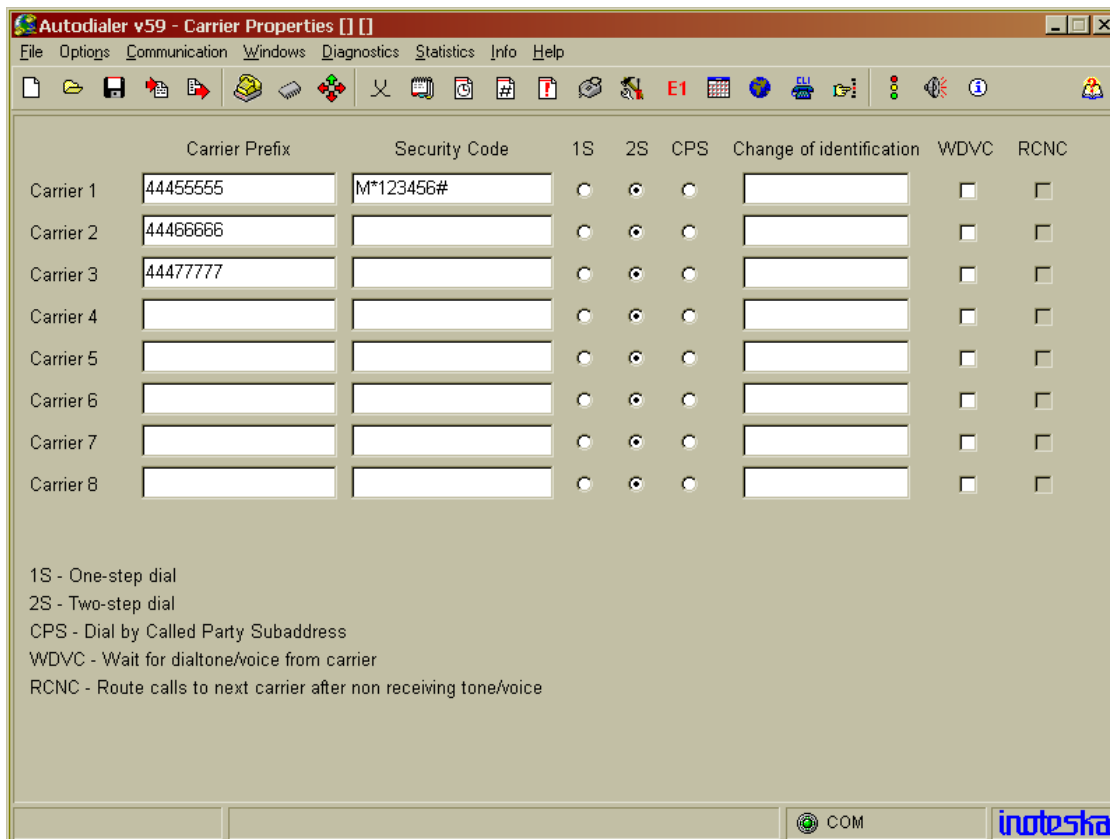 Autodialer v59 - Carrier Properties [] []
File Options Communication Windows Diagnostics Statistics Info Help
E1 CLI
Carrier Prefix Security Code 1S 2S CPS Change of identification WDVC RCNC
Carrier 1 44455555 M*123456#
Carrier 2 44466666
Carrier 3 44477777
Carrier 4
Carrier 5
Carrier 6
Carrier 7
Carrier 8
1S - One-step dial
2S - Two-step dial
CPS - Dial by Called Party Subaddress
WDVC - Wait for dialtone/voice from carrier
RCNC - Route calls to next carrier after non receiving tone/voice
COM inoteska